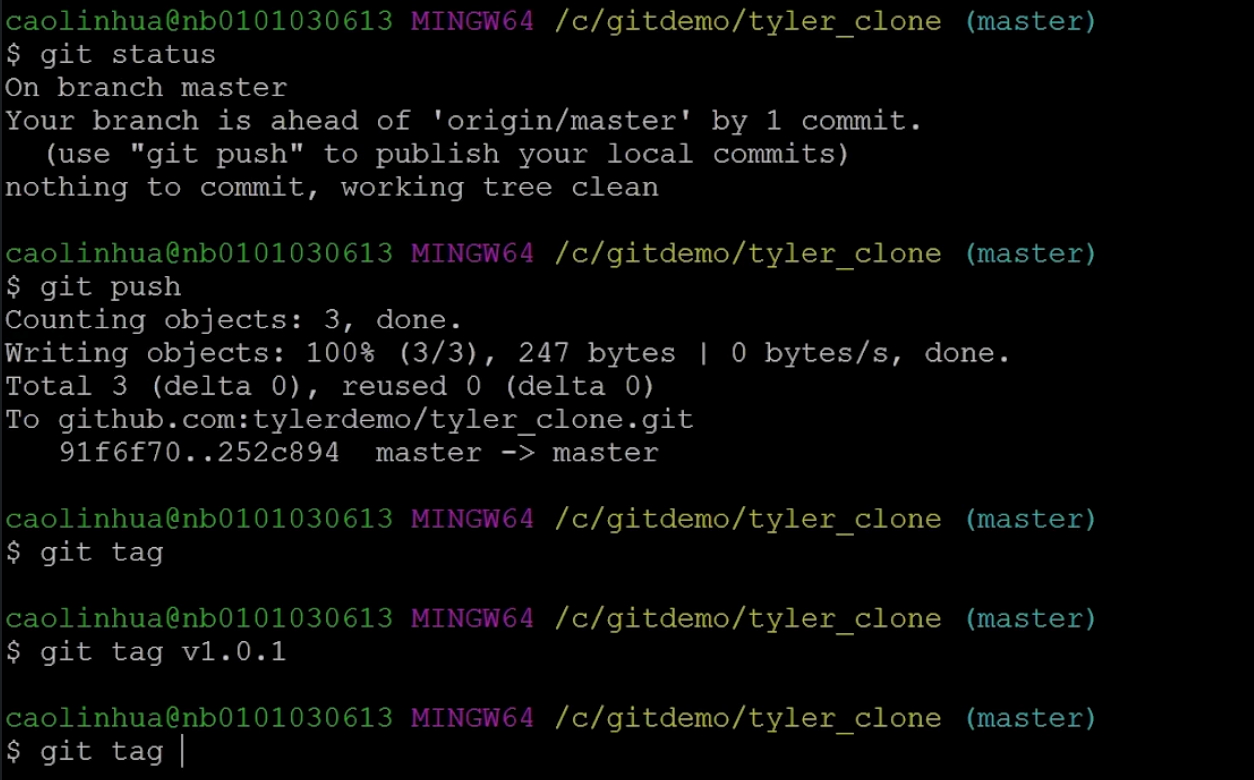 caolinhua@nb0101030613 MINGW64 /c/gitdemo/tyler_clone (master)
$ git status
On branch master
Your branch is ahead of 'origin/master' by 1 commit.
  (use "git push" to publish your local commits)
nothing to commit, working tree clean
caolinhua@nb0101030613 MINGW64 /c/gitdemo/tyler_clone (master)
$ git push
Counting objects: 3, done.
Writing objects: 100% (3/3), 247 bytes | 0 bytes/s, done.
Total 3 (delta 0), reused 0 (delta 0)
To github.com:tylerdemo/tyler_clone.git
   91f6f70..252c894  master -> master
caolinhua@nb0101030613 MINGW64 /c/gitdemo/tyler_clone (master)
$ git tag
caolinhua@nb0101030613 MINGW64 /c/gitdemo/tyler_clone (master)
$ git tag v1.0.1
caolinhua@nb0101030613 MINGW64 /c/gitdemo/tyler_clone (master)
$ git tag